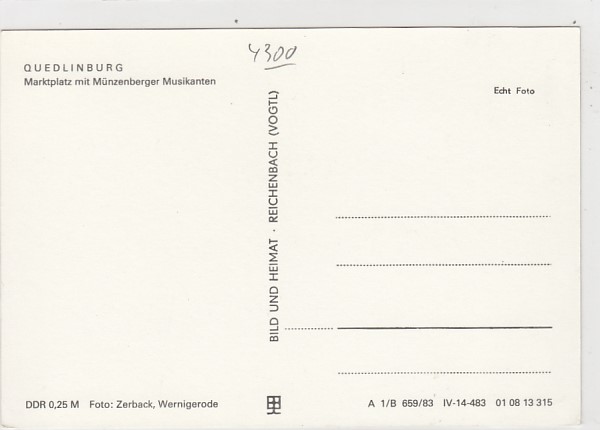 4300
QUEDLINBURG
Marktplatz mit Münzenberger Musikanten
Echt Foto
BILD UND HEIMAT · REICHENBACH (VOGTL)
DDR 0,25 M Foto: Zerback, Wernigerode
A 1/B 659/83 IV-14-483 01 08 13 315